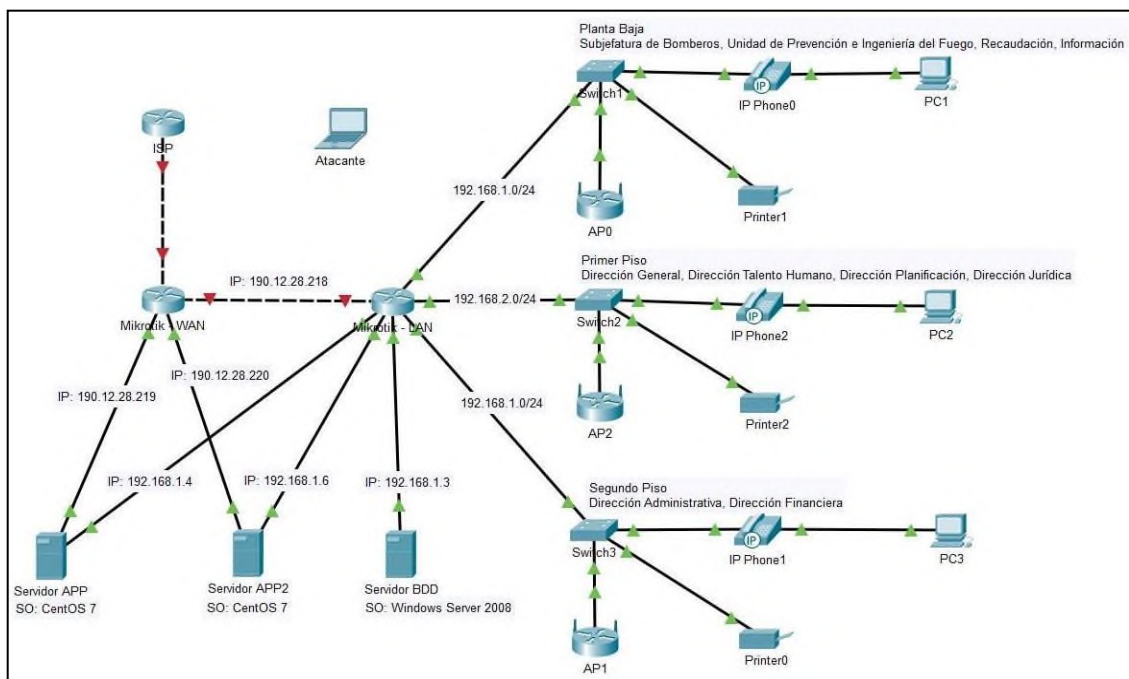 Planta Baja
Subjefatura de Bomberos, Unidad de Prevención e Ingeniería del Fuego, Recaudación, Información
Switch1
IP Phone0
PC1
ISP
Atacante
192.168.1.0/24
AP0
Printer1
Primer Piso
Dirección General, Dirección Talento Humano, Dirección Planificación, Dirección Jurídica
IP: 190.12.28.218
192.168.2.0/24
Mikrotik - WAN
Mikrotik - LAN
Switch2
IP Phone2
PC2
IP: 190.12.28.220
IP: 190.12.28.219
192.168.1.0/24
AP2
Printer2
IP: 192.168.1.4
IP: 192.168.1.6
IP: 192.168.1.3
Segundo Piso
Dirección Administrativa, Dirección Financiera
Switch3
IP Phone1
PC3
Servidor APP
SO: CentOS 7
Servidor APP2
SO: CentOS 7
Servidor BDD
SO: Windows Server 2008
AP1
Printer0
IP
IP
IP